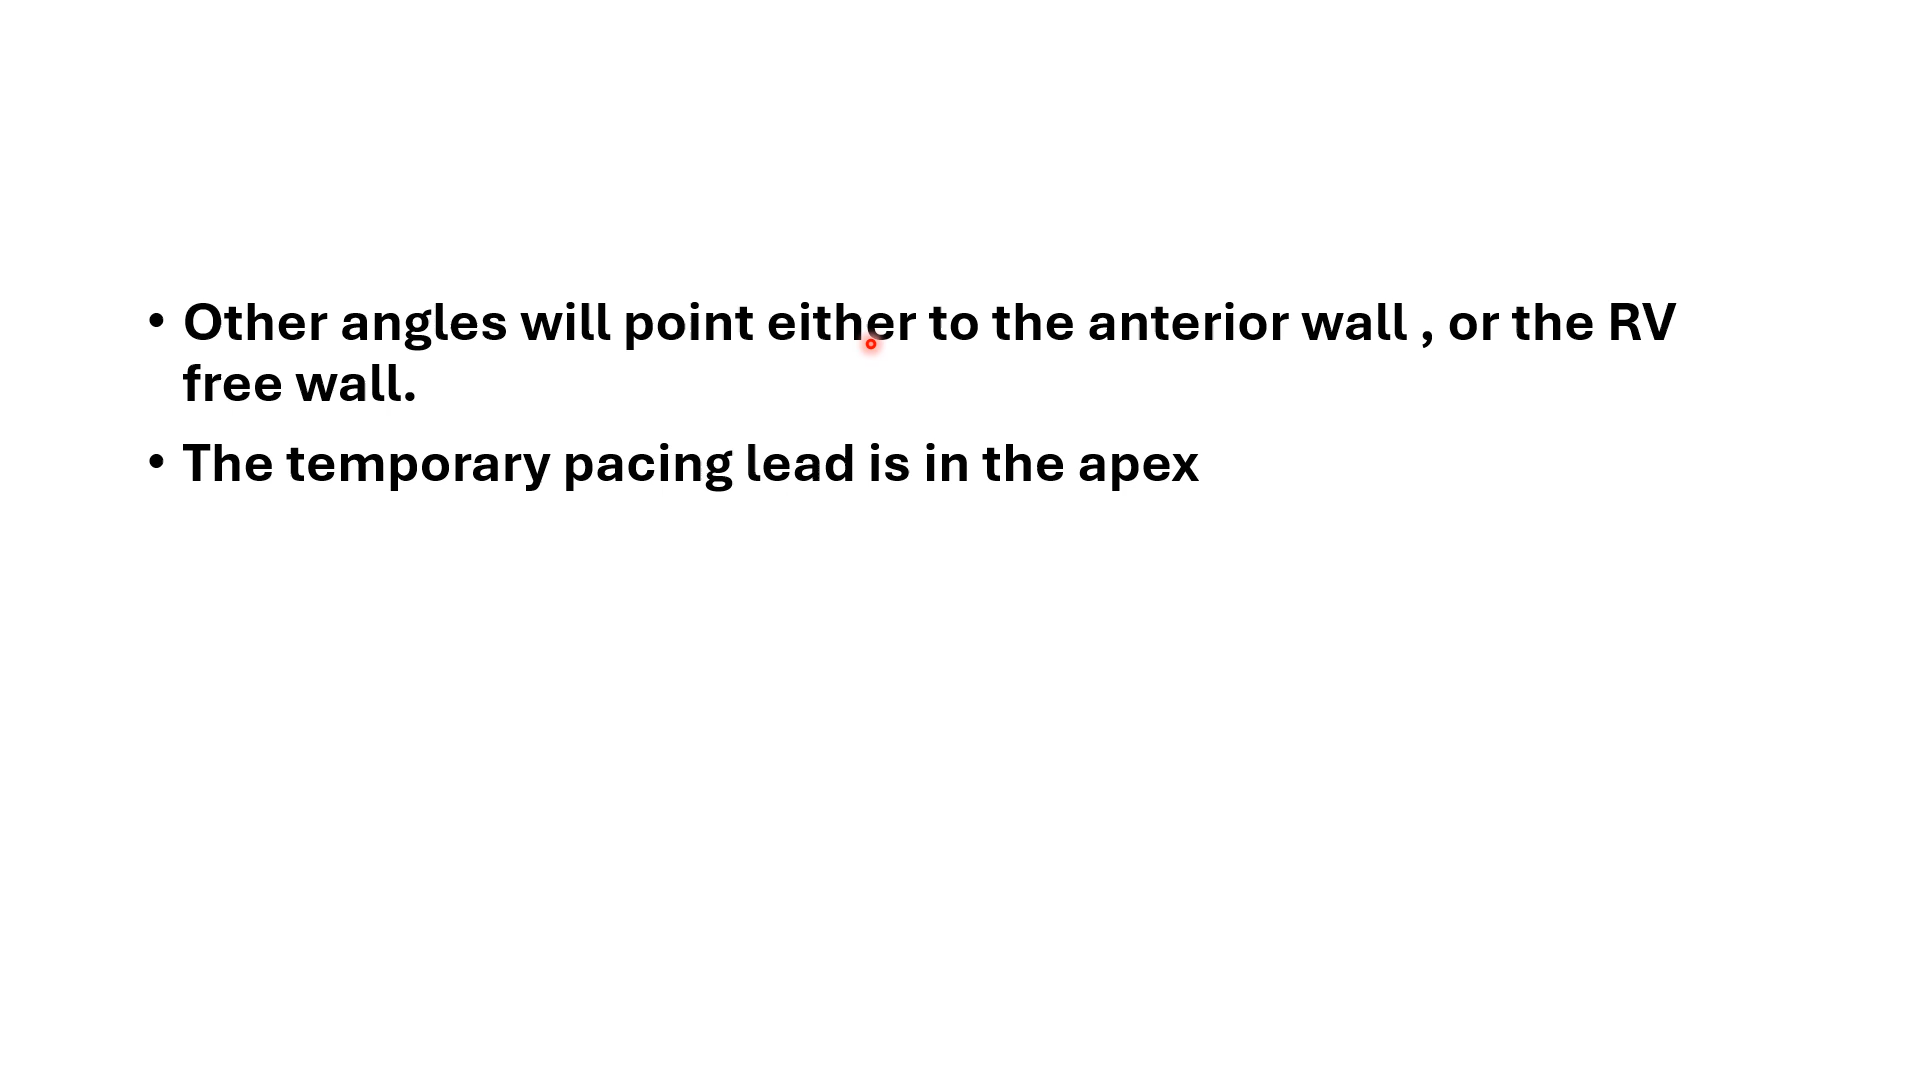 • Other angles will point either to the anterior wall , or the RV
free wall.
• The temporary pacing lead is in the apex